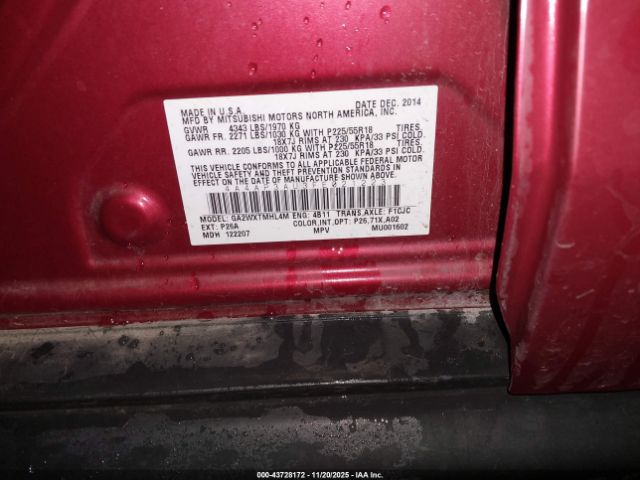 MADE IN U.S.A. DATE DEC. 2014
MFD BY MITSUBISHI MOTORS NORTH AMERICA, INC.
GVWR 4343 LBS/1970 KG
GAWR FR. 2271 LBS/1030 KG WITH P225/55R18 TIRES,
18X7J RIMS AT 230 KPA/33 PSI COLD.
GAWR RR. 2205 LBS/1000 KG WITH P225/55R18 TIRES,
18X7J RIMS AT 230 KPA/33 PSI COLD.
THIS VEHICLE CONFORMS TO ALL APPLICABLE FEDERAL MOTOR
VEHICLE SAFETY STANDARDS IN EFFECT ON THE DATE OF
MANUFACTURE SHOWN ABOVE.
MODEL: GA2WXTMHL4M ENG: 4B11 TRANS,AXLE: F1CJC
EXT: P26A COLOR,INT,OPT: P26,71X,A02
MDH 122207 MPV MU001602
000-43728172 - 11/20/2025 - IAA Inc.